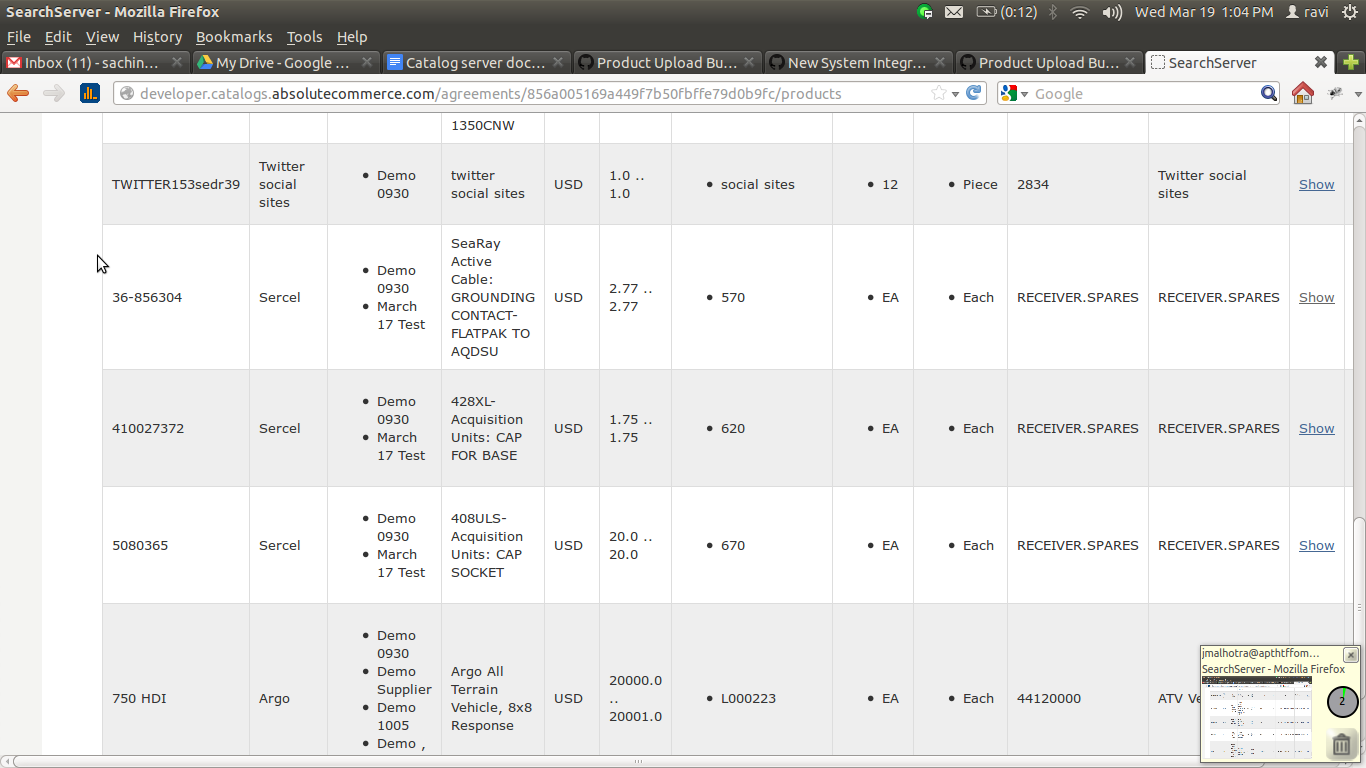 SearchServer - Mozilla Firefox
(0:12)
Wed Mar 19 1:04 PM
ravi
File Edit View History Bookmarks Tools Help
Inbox (11) - sachin...
My Drive - Google ...
Catalog server doc...
Product Upload Bu...
New System Integr...
Product Upload Bu...
SearchServer
developer.catalogs.absolutecommerce.com/agreements/856a005169a449f7b50fbffe79d0b9fc/products
Google
1350CNW
TWITTER153sedr39
Twitter
social
sites
• Demo
0930
twitter
social sites
USD
1.0 ..
1.0
• social sites
• 12
• Piece
2834
Twitter social
sites
Show
36-856304
Sercel
• Demo
0930
• March
17 Test
SeaRay
Active
Cable:
GROUNDING
CONTACT-
FLATPAK TO
AQDSU
USD
2.77 ..
2.77
• 570
• EA
• Each
RECEIVER.SPARES
RECEIVER.SPARES
Show
410027372
Sercel
• Demo
0930
• March
17 Test
428XL-
Acquisition
Units: CAP
FOR BASE
USD
1.75 ..
1.75
• 620
• EA
• Each
RECEIVER.SPARES
RECEIVER.SPARES
Show
5080365
Sercel
• Demo
0930
• March
17 Test
408ULS-
Acquisition
Units: CAP
SOCKET
USD
20.0 ..
20.0
• 670
• EA
• Each
RECEIVER.SPARES
RECEIVER.SPARES
Show
750 HDI
Argo
• Demo
0930
• Demo
Supplier
• Demo
1005
• Demo ,
Argo All
Terrain
Vehicle, 8x8
Response
USD
20000.0
..
20001.0
• L000223
• EA
• Each
44120000
ATV Ve
jmalhotra@apthtffom...
SearchServer - Mozilla Firefox
2